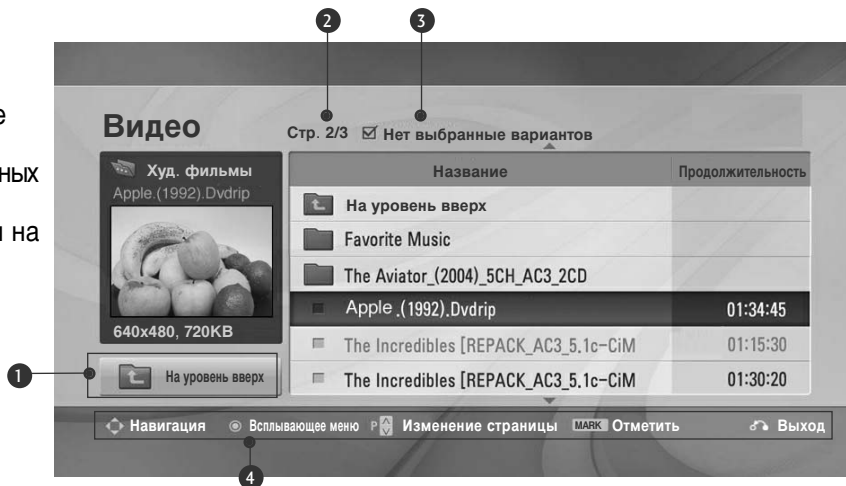 2
3
е
ных
на
Видео
Стр. 2/3 Нет выбранные вариантов
Худ. фильмы
Apple.(1992).Dvdrip
640x480, 720KB
Название Продолжительность
На уровень вверх
Favorite Music
The Aviator_(2004)_5CH_AC3_2CD
Apple .(1992).Dvdrip 01:34:45
The Incredibles [REPACK_AC3_5.1c-CiM 01:15:30
The Incredibles [REPACK_AC3_5.1c-CiM 01:30:20
1
На уровень вверх
Навигация Всплывающее меню P Изменение страницы MARK Отметить Выход
4